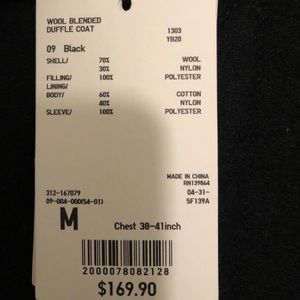 WOOL BLENDED
DUFFLE COAT 1303
YB20
09 Black
SHELL/ 70% WOOL
30% NYLON
FILLING/ 100% POLYESTER
LINING/
BODY/ 60% COTTON
40% NYLON
SLEEVE/ 100% POLYESTER
MADE IN CHINA
RN139864
312-167079 04-31-
09-004-000(54-01) 5F139A
M Chest 38-41inch
2000078082128
$169.90